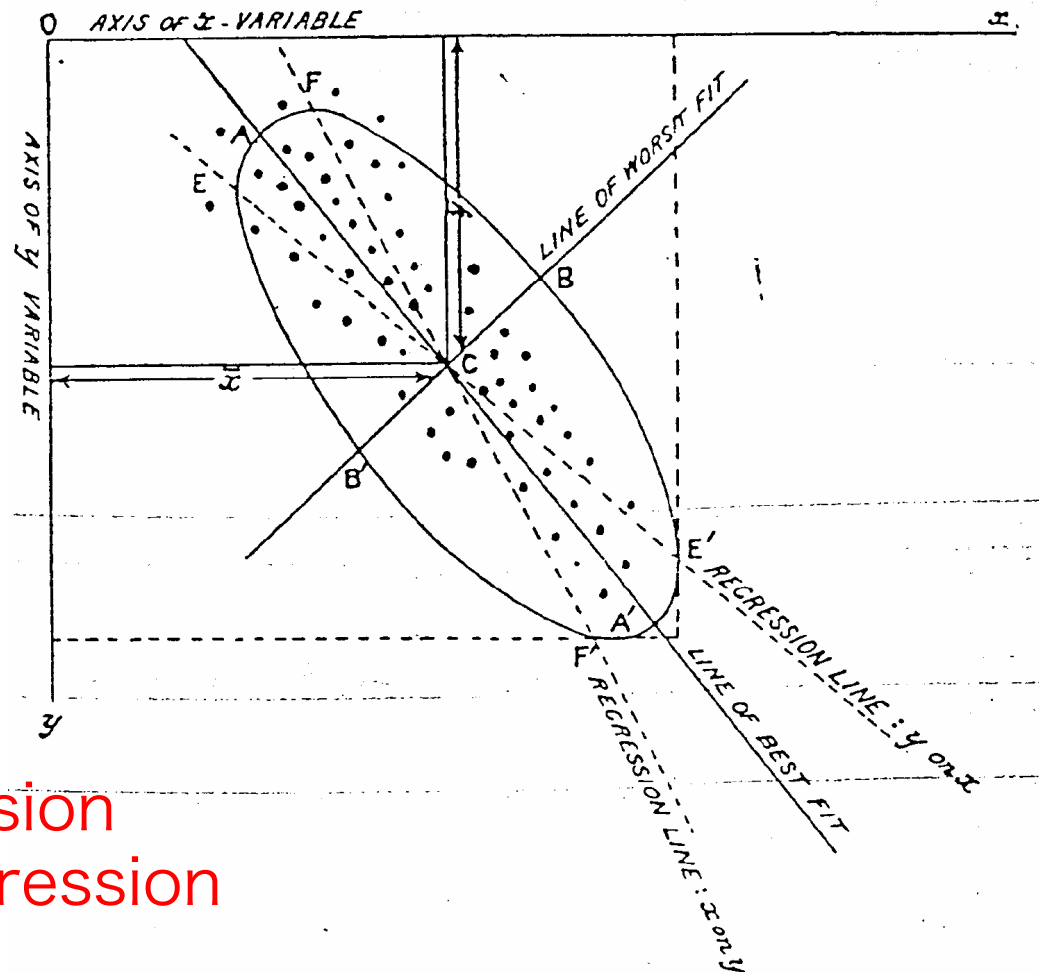 O AXIS OF x-VARIABLE x.
F
A
E
AXIS OF y VARIABLE
LINE OF WORST FIT
B
C
x̄
B'
E'
A'
F'
REGRESSION LINE: y on x
LINE OF BEST FIT
REGRESSION LINE: x on y
y
sion
ression